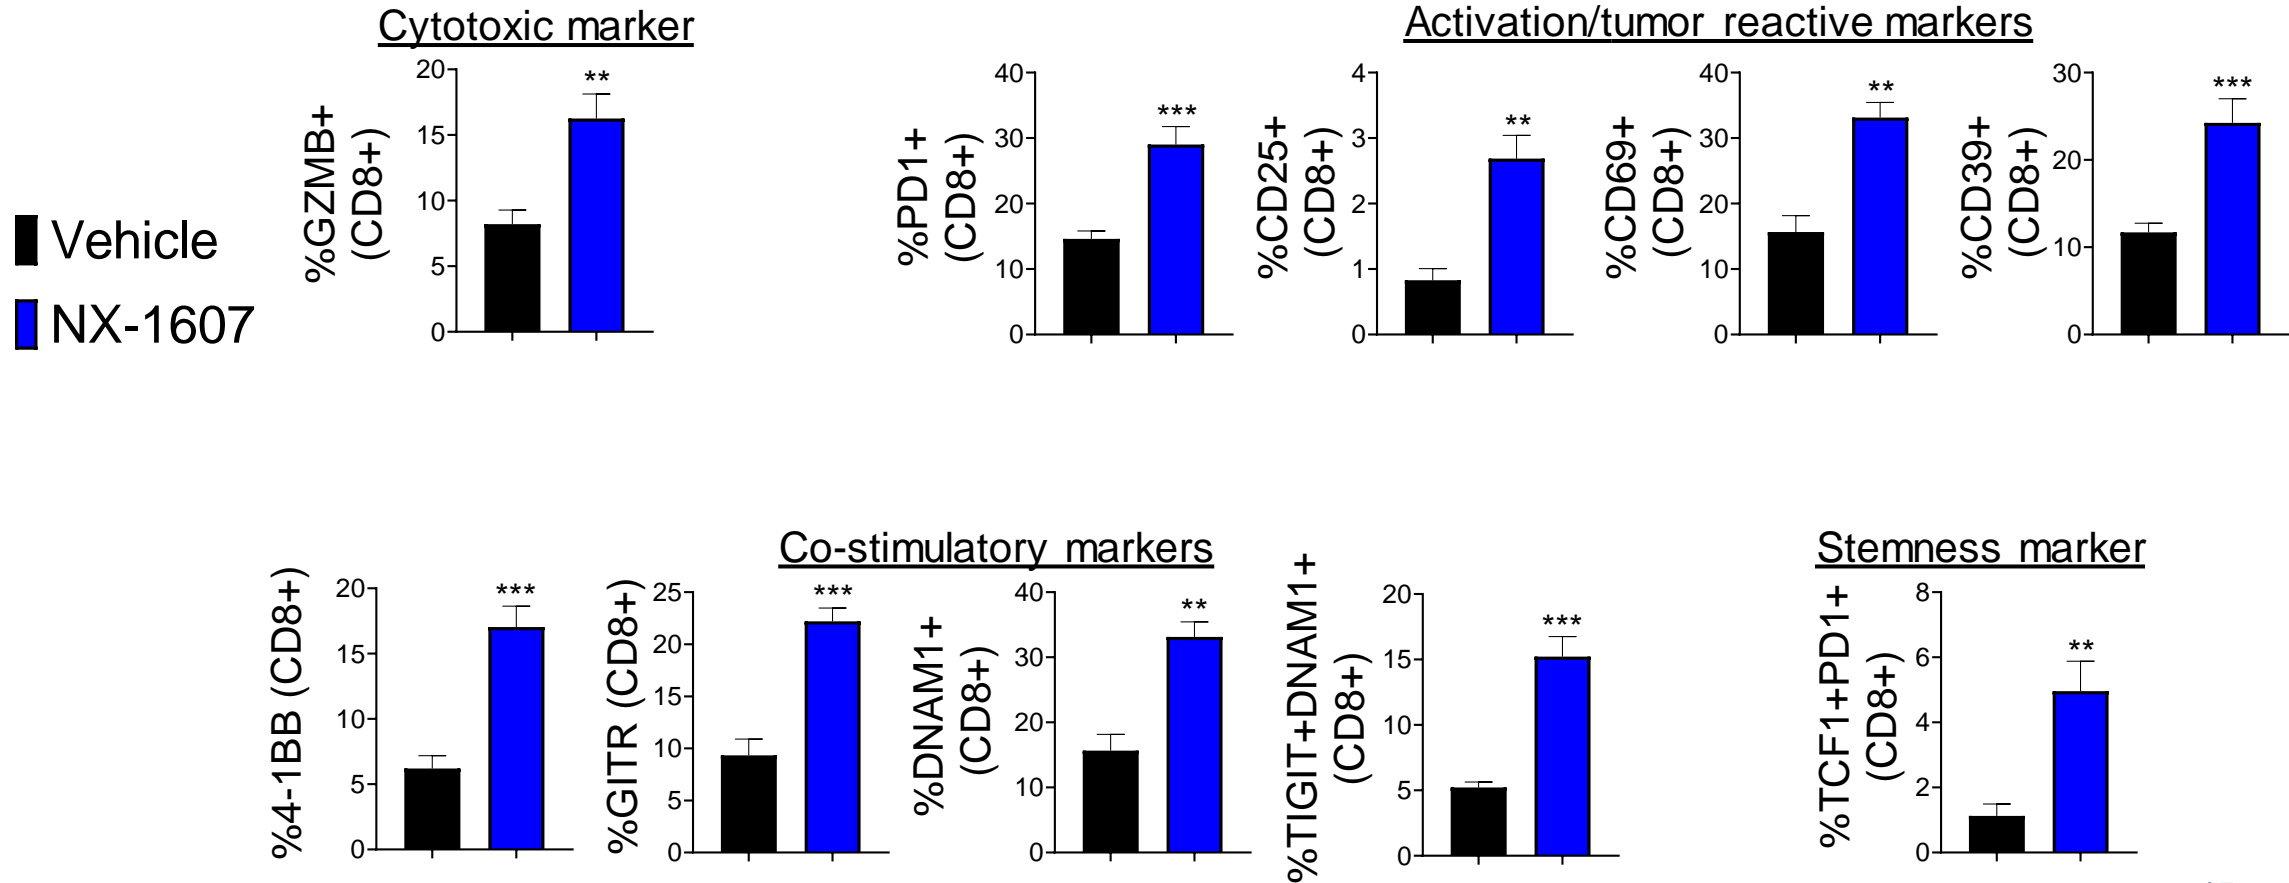 Cytotoxic marker
Activation/tumor reactive markers
Vehicle
NX-1607
%GZMB+
(CD8+)
20
15
10
5
0
**
%PD1+
(CD8+)
40
30
20
10
0
***
%CD25+
(CD8+)
4
3
2
1
0
**
%CD69+
(CD8+)
40
30
20
10
0
**
%CD39+
(CD8+)
30
20
10
0
***
Co-stimulatory markers
Stemness marker
%4-1BB (CD8+)
20
15
10
5
0
***
%GITR (CD8+)
25
20
15
10
5
0
***
%DNAM1+
(CD8+)
40
30
20
10
0
**
%TIGIT+DNAM1+
(CD8+)
20
15
10
5
0
***
%TCF1+PD1+
(CD8+)
8
6
4
2
0
**